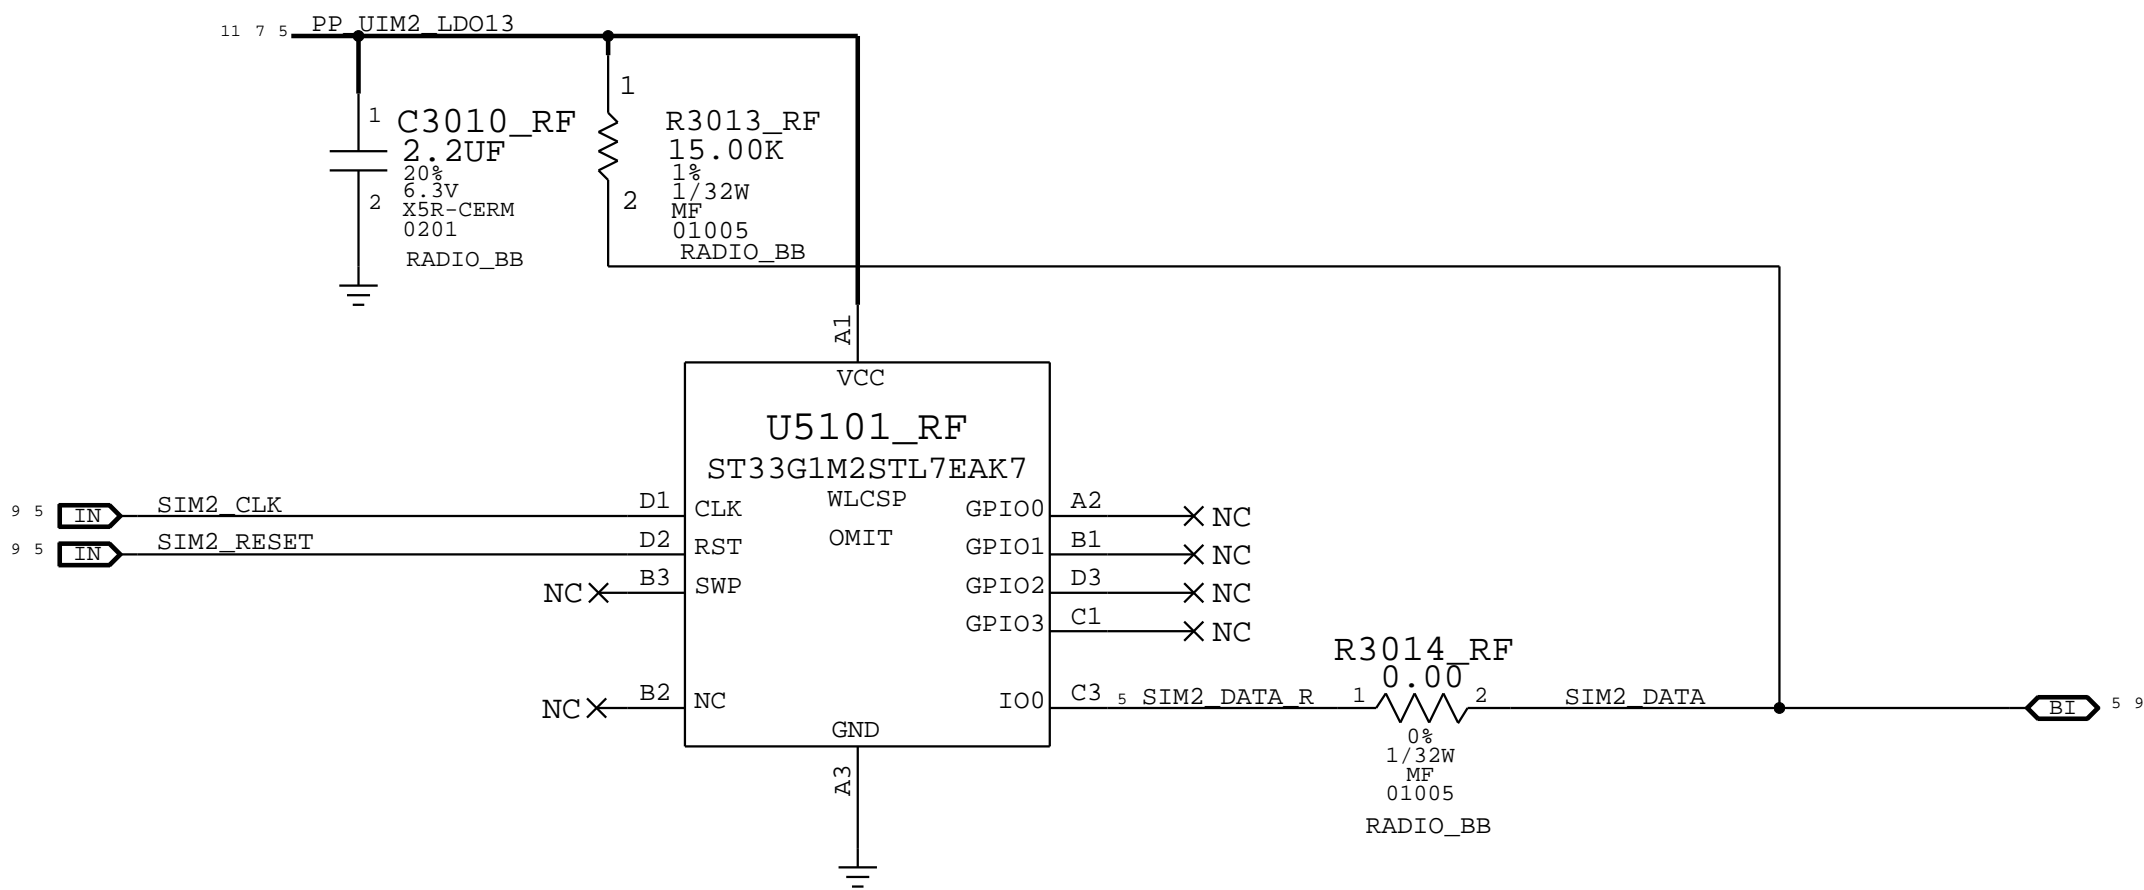 11 7 5 PP_UIM2_LDO13
1
C3010_RF
2.2UF
20%
6.3V
X5R-CERM
0201
RADIO_BB
2
1
R3013_RF
15.00K
1%
1/32W
MF
01005
RADIO_BB
2
A1
VCC
U5101_RF
ST33G1M2STL7EAK7
WLCSP
OMIT
9 5 IN SIM2_CLK D1 CLK
9 5 IN SIM2_RESET D2 RST
NC B3 SWP
NC B2 NC
GPIO0 A2 NC
GPIO1 B1 NC
GPIO2 D3 NC
GPIO3 C1 NC
IO0 C3 5 SIM2_DATA_R 1
R3014_RF
0.00
2 SIM2_DATA BI 5 9
0%
1/32W
MF
01005
RADIO_BB
GND
A3